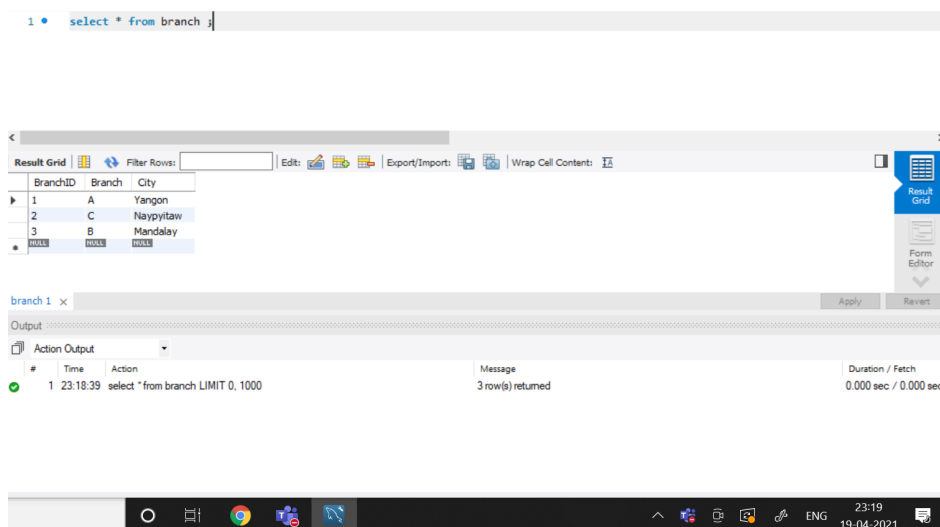 1 select * from branch ;
Result Grid Filter Rows: Edit: Export/Import: Wrap Cell Content:
Result
Grid
BranchID Branch City
1 A Yangon
2 C Naypyitaw
3 B Mandalay
NULL NULL NULL
Form
Editor
branch 1 Apply Revert
Output
Action Output
# Time Action Message Duration / Fetch
1 23:18:39 select * from branch LIMIT 0, 1000 3 row(s) returned 0.000 sec / 0.000 sec
ENG 23:19
19-04-2021